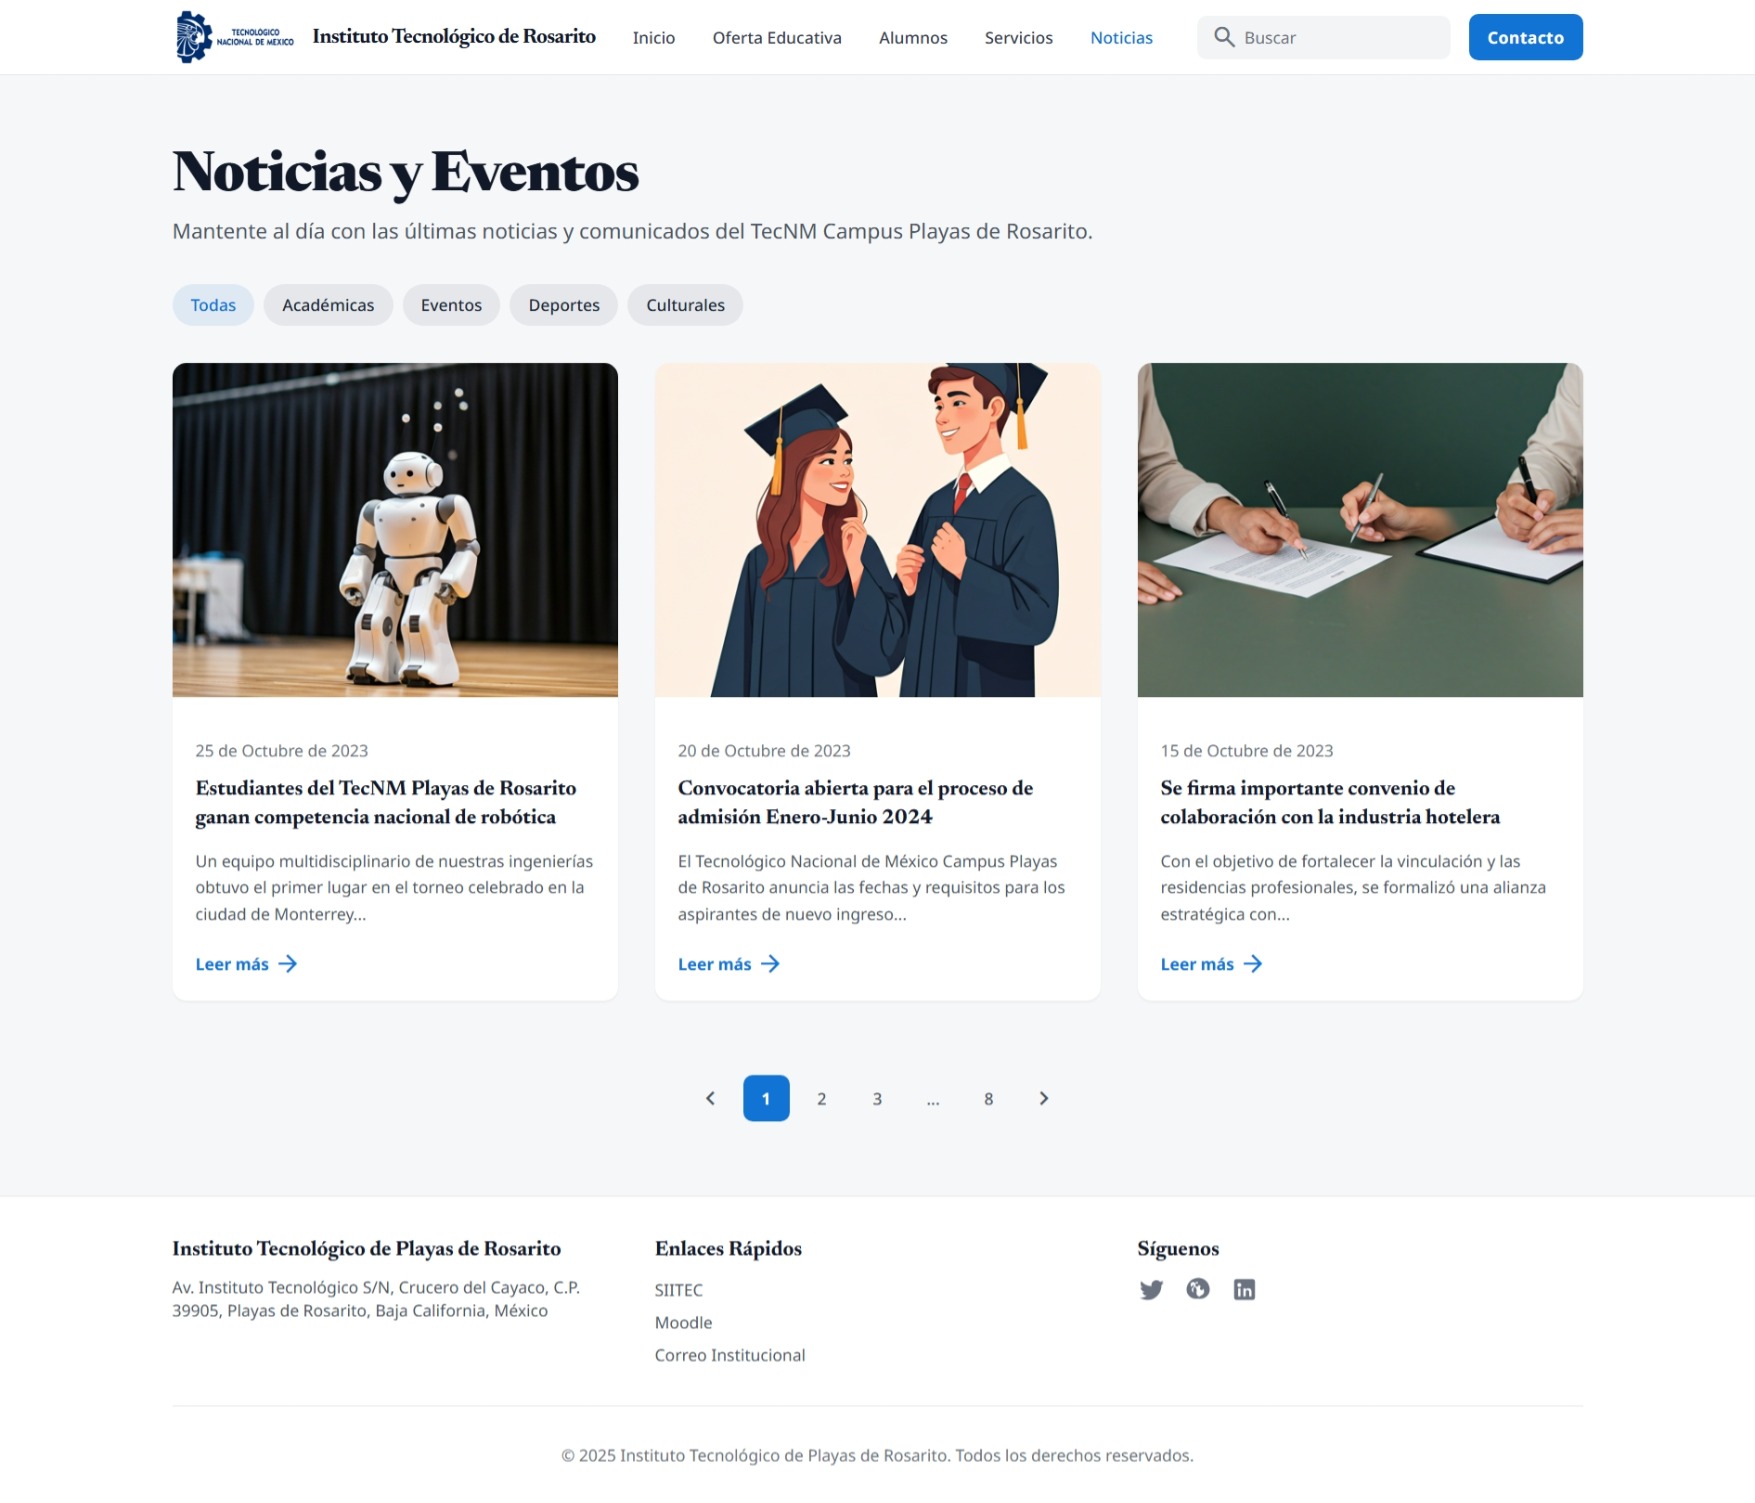 TECNOLOGICO
NACIONAL DE MEXICO
Instituto Tecnológico de Rosarito
Inicio
Oferta Educativa
Alumnos
Servicios
Noticias
Buscar
Contacto
Noticias y Eventos
Mantente al día con las últimas noticias y comunicados del TecNM Campus Playas de Rosarito.
Todas
Académicas
Eventos
Deportes
Culturales
25 de Octubre de 2023
Estudiantes del TecNM Playas de Rosarito
ganan competencia nacional de robótica
Un equipo multidisciplinario de nuestras ingenierías
obtuvo el primer lugar en el torneo celebrado en la
ciudad de Monterrey...
Leer más
20 de Octubre de 2023
Convocatoria abierta para el proceso de
admisión Enero-Junio 2024
El Tecnológico Nacional de México Campus Playas
de Rosarito anuncia las fechas y requisitos para los
aspirantes de nuevo ingreso...
Leer más
15 de Octubre de 2023
Se firma importante convenio de
colaboración con la industria hotelera
Con el objetivo de fortalecer la vinculación y las
residencias profesionales, se formalizó una alianza
estratégica con...
Leer más
1
2
3
...
8
Instituto Tecnológico de Playas de Rosarito
Av. Instituto Tecnológico S/N, Crucero del Cayaco, C.P.
39905, Playas de Rosarito, Baja California, México
Enlaces Rápidos
SIITEC
Moodle
Correo Institucional
Síguenos
© 2025 Instituto Tecnológico de Playas de Rosarito. Todos los derechos reservados.